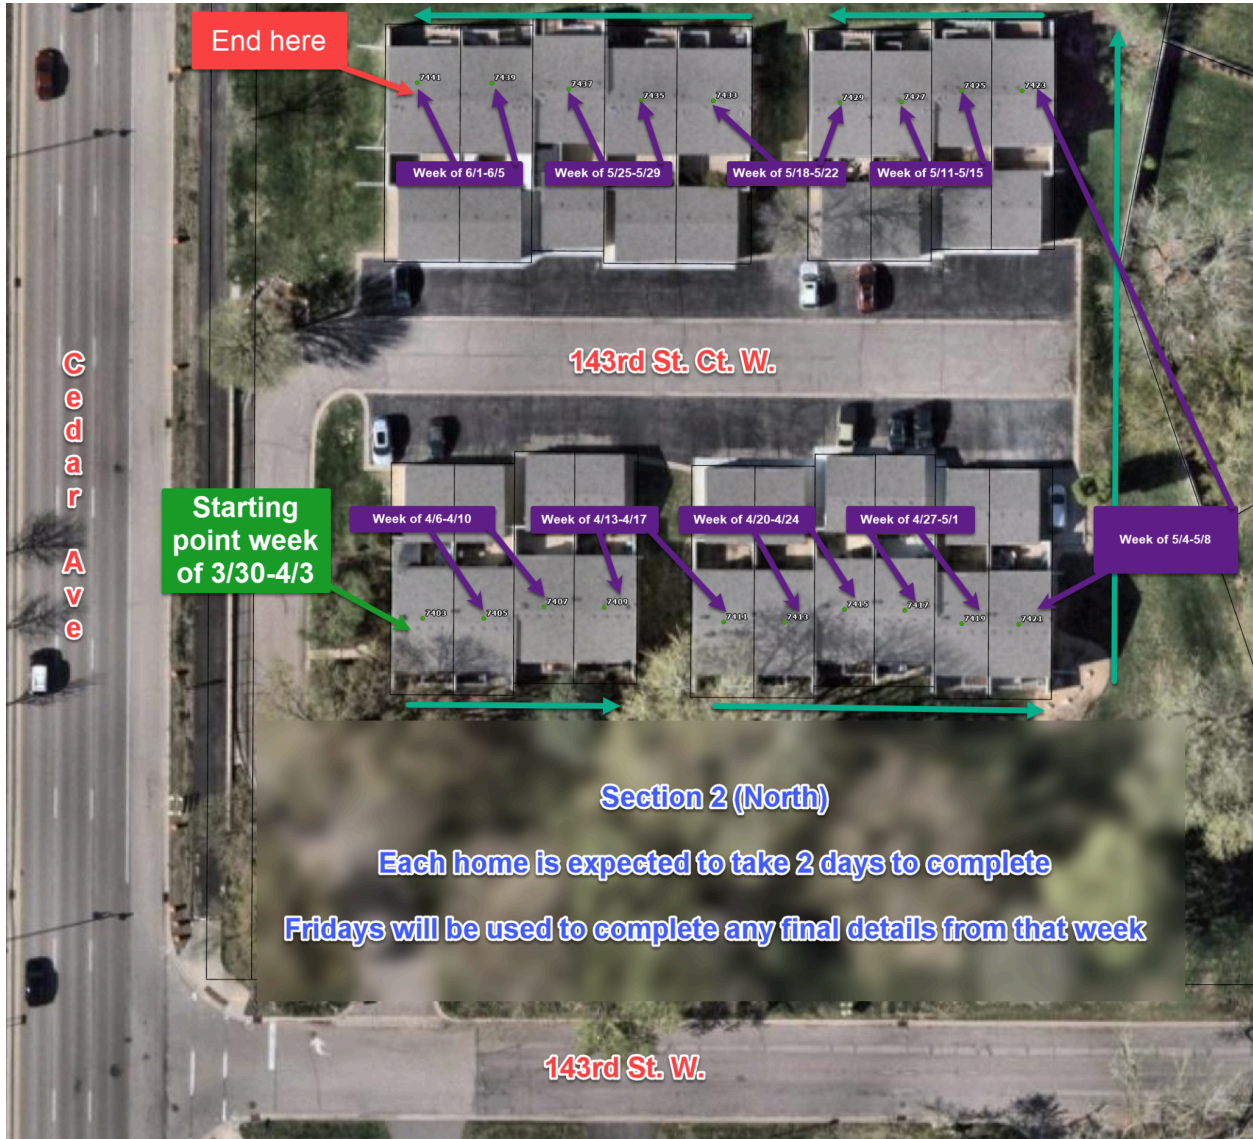 End here
7441
7439
7437
7435
7433
7429
7427
7425
7423
Week of 6/1-6/5
Week of 5/25-5/29
Week of 5/18-5/22
Week of 5/11-5/15
143rd St. Ct. W.
Cedar Ave
Starting
point week
of 3/30-4/3
Week of 4/6-4/10
Week of 4/13-4/17
Week of 4/20-4/24
Week of 4/27-5/1
Week of 5/4-5/8
7403
7405
7407
7409
7411
7413
7415
7417
7419
7421
Section 2 (North)
Each home is expected to take 2 days to complete
Fridays will be used to complete any final details from that week
143rd St. W.